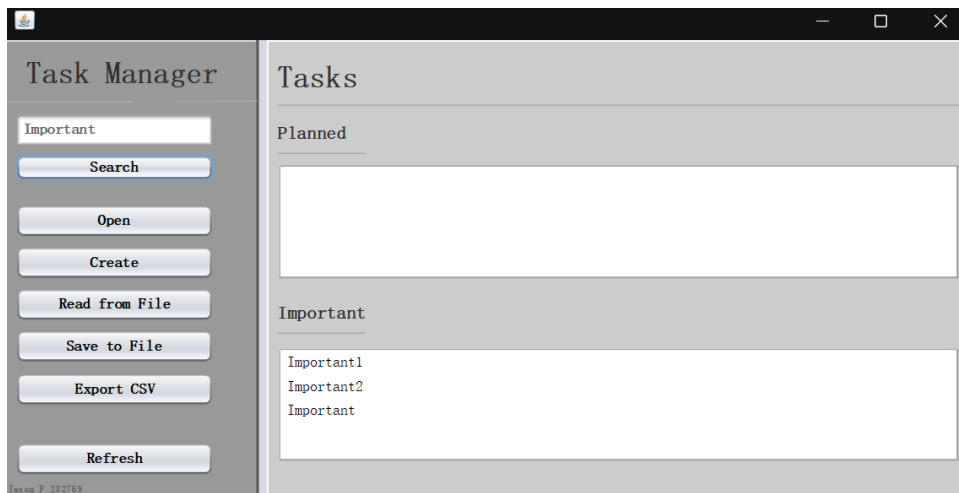 Task Manager
Important
Search
Open
Create
Read from File
Save to File
Export CSV
Refresh
232769
Tasks
Planned
Important
Important1
Important2
Important